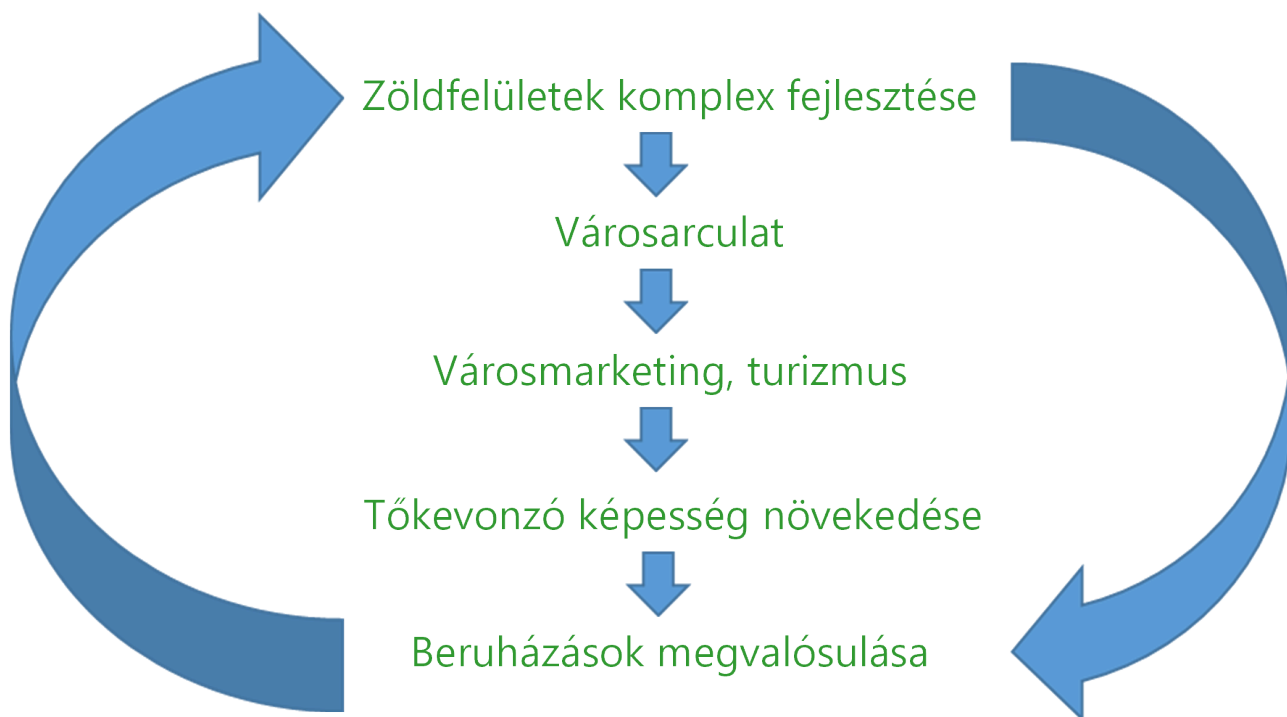 Zöldfelületek komplex fejlesztése
Városarculat
Városmarketing, turizmus
Tőkevonzó képesség növekedése
Beruházások megvalósulása